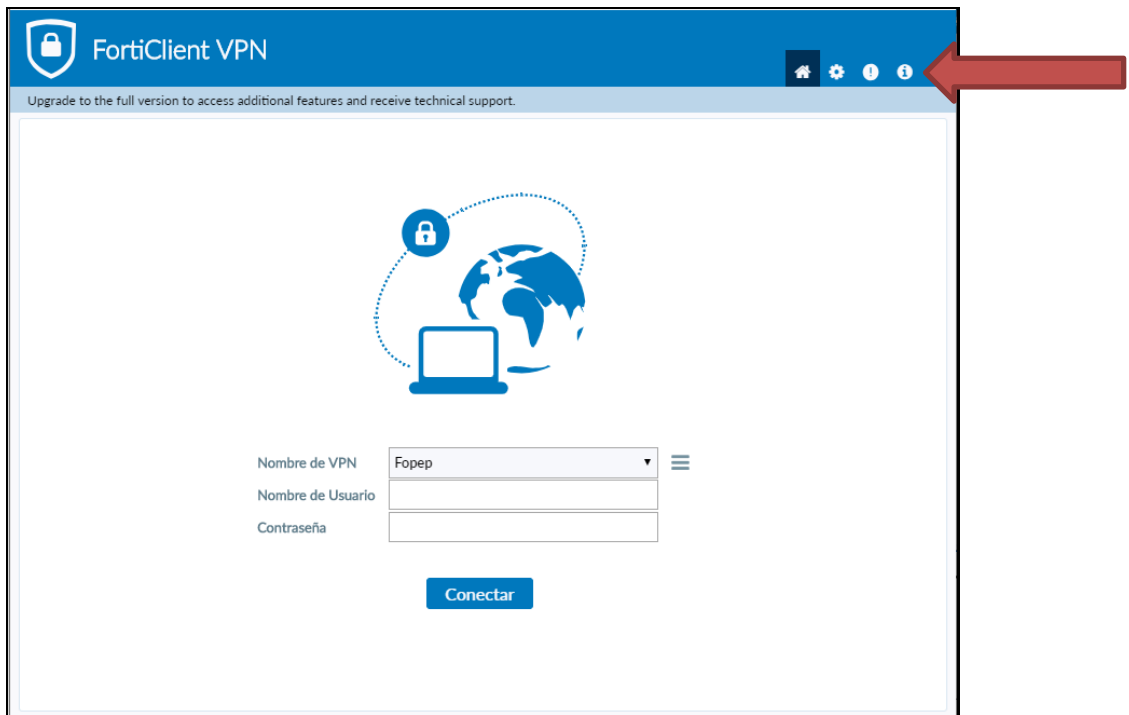 FortiClient VPN
Upgrade to the full version to access additional features and receive technical support.
Nombre de VPN Fopep
Nombre de Usuario
Contraseña
Conectar